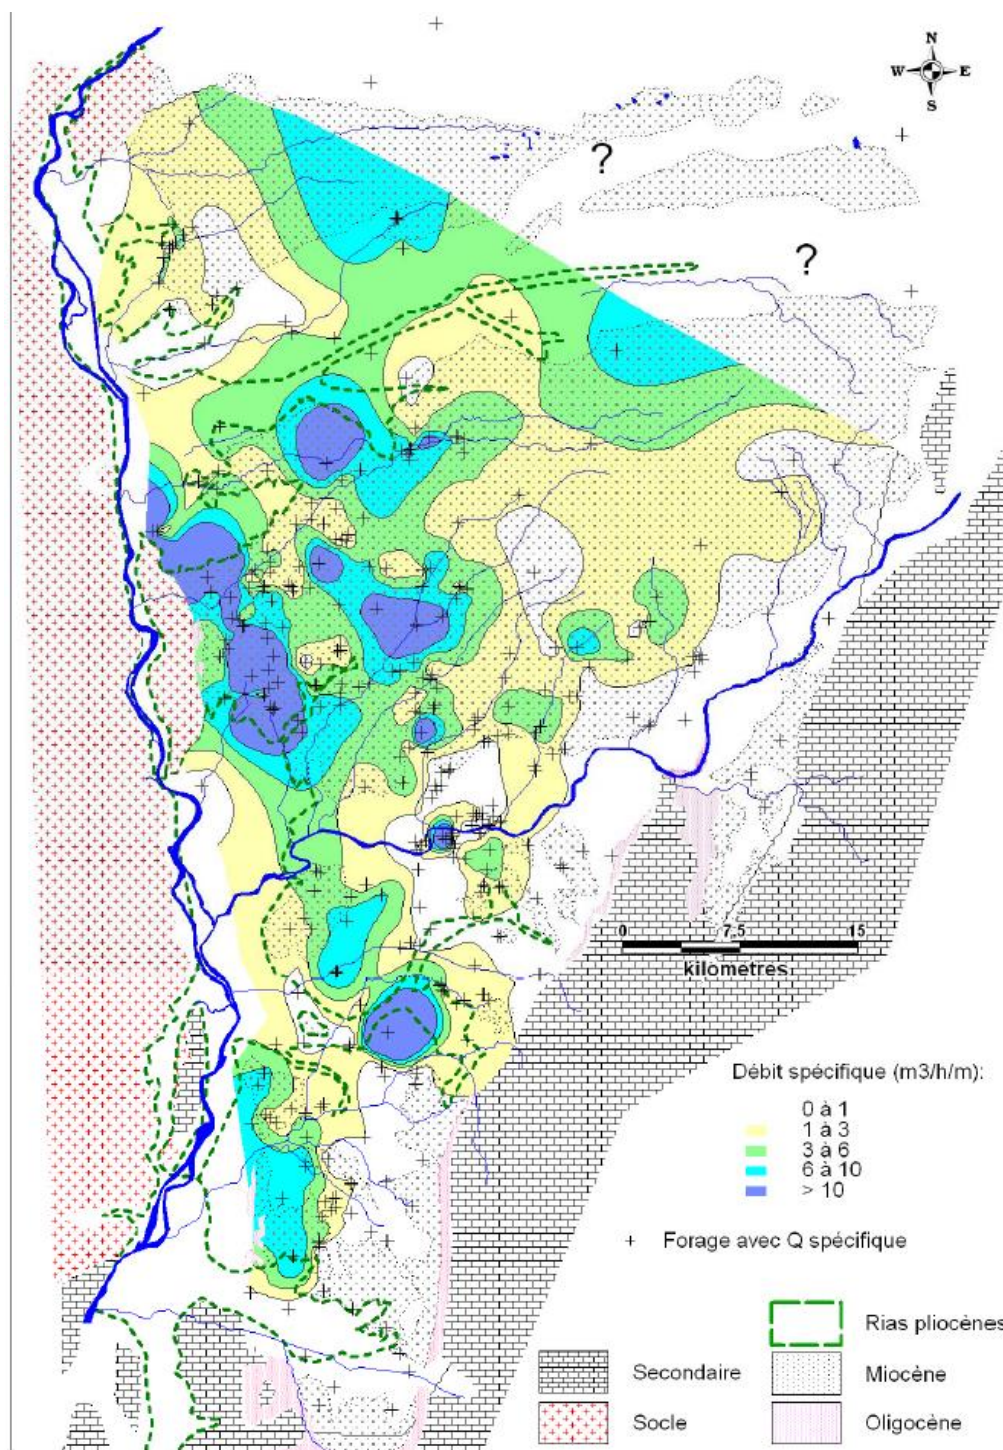 N
W E
S
?
?
0 7.5 15
kilometres
Débit spécifique (m3/h/m):
0 à 1
1 à 3
3 à 6
6 à 10
> 10
+ Forage avec Q spécifique
Rias pliocènes
Secondaire Miocène
Socle Oligocène